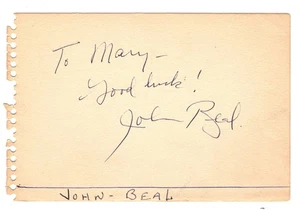 To Mary-
Good luck!
John Beal.
JOHN - BEAL